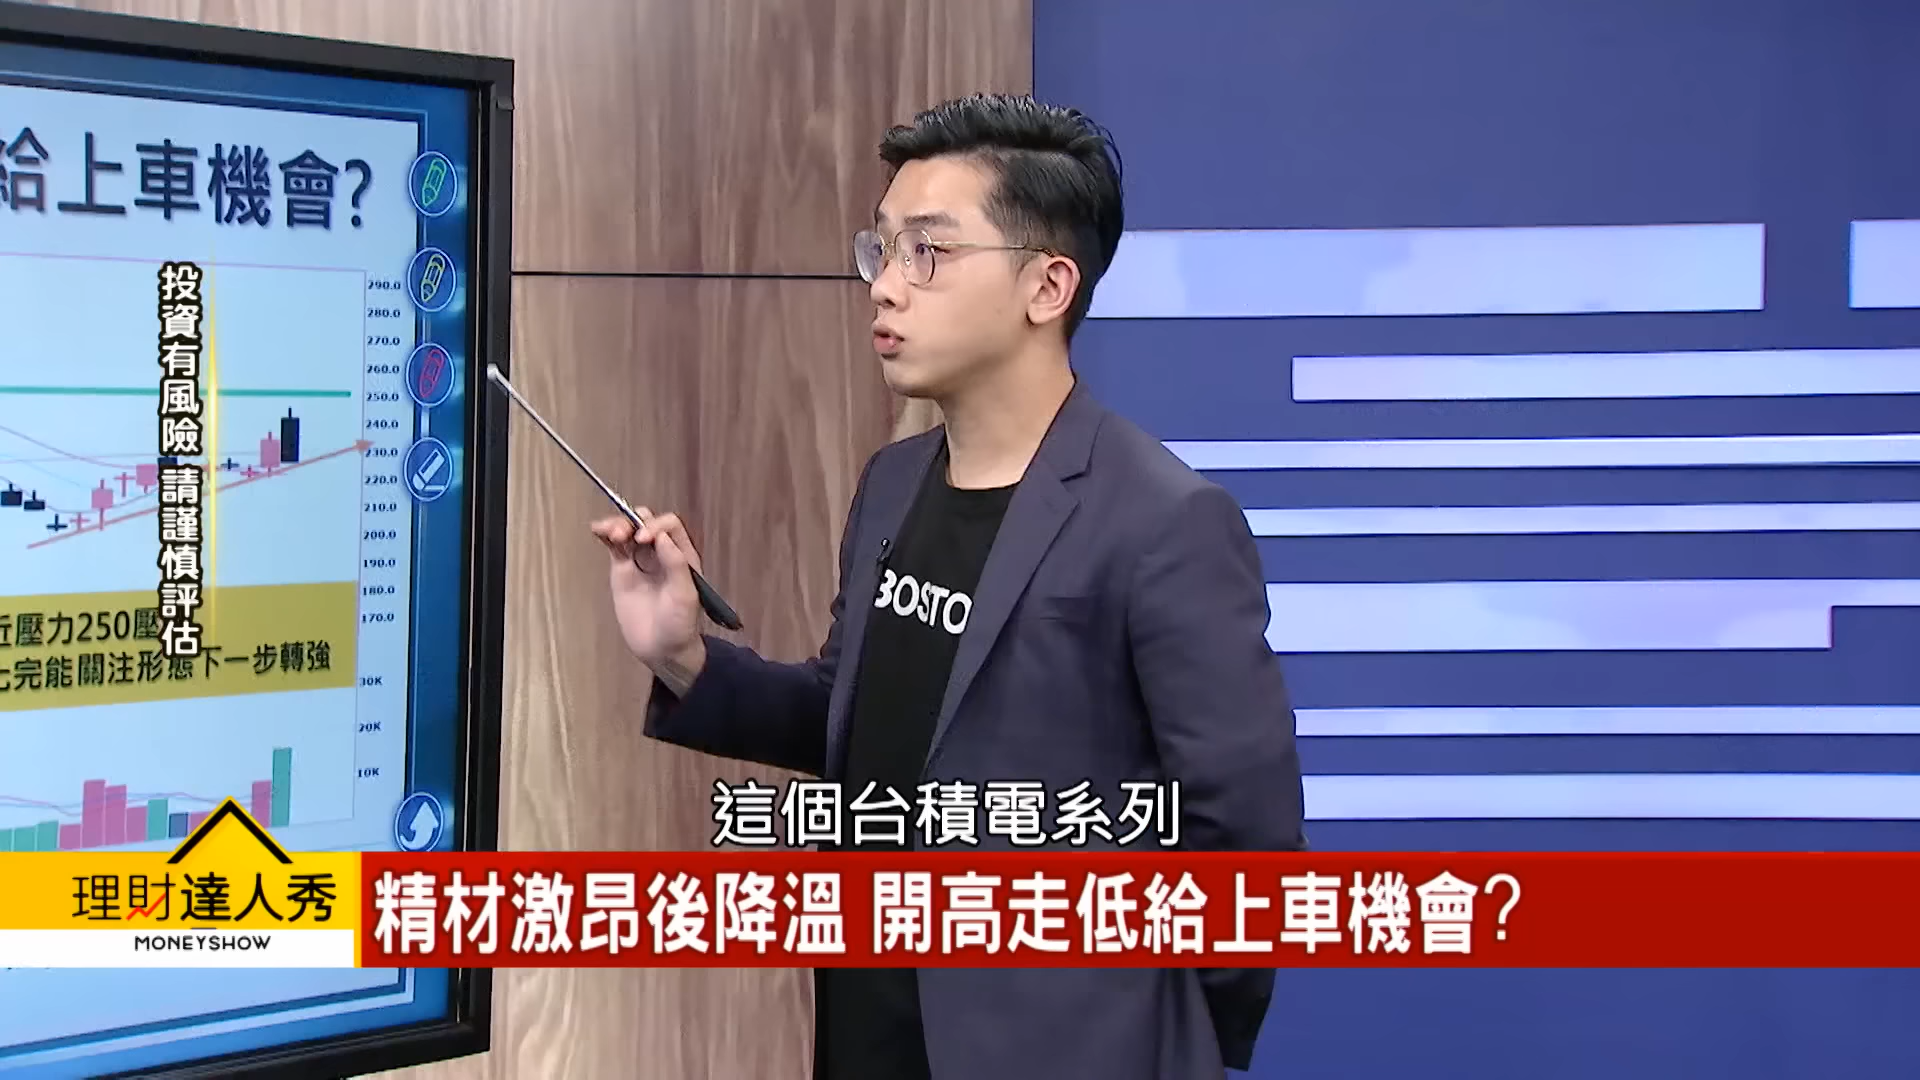 給上車機會?
投資有風險 請謹慎評估
290.0
280.0
270.0
260.0
250.0
240.0
230.0
220.0
210.0
200.0
190.0
180.0
170.0
近壓力250壓
七完能關注形態下一步轉強
30K
20K
10K
BOSTO
這個台積電系列
理財達人秀
MONEYSHOW
精材激昂後降溫 開高走低給上車機會?